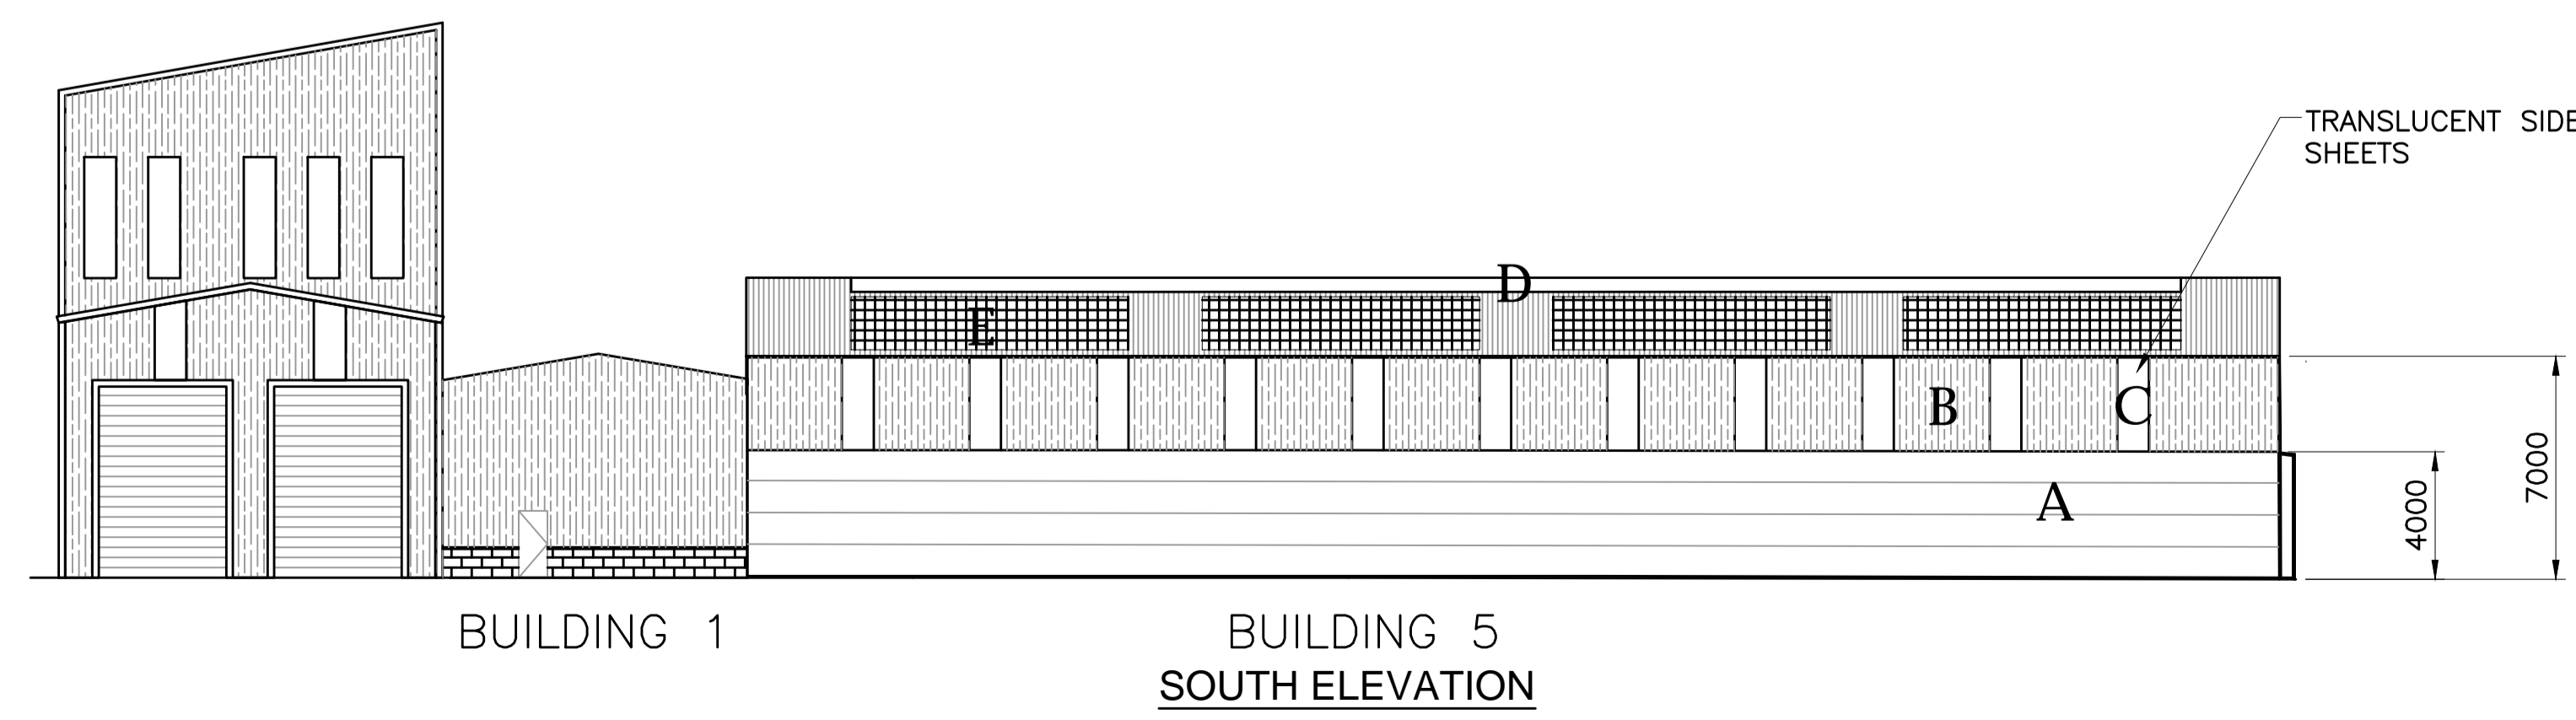 TRANSLUCENT SIDE
SHEETS
D
E
B
C
A
7000
4000
BUILDING 1
BUILDING 5
SOUTH ELEVATION